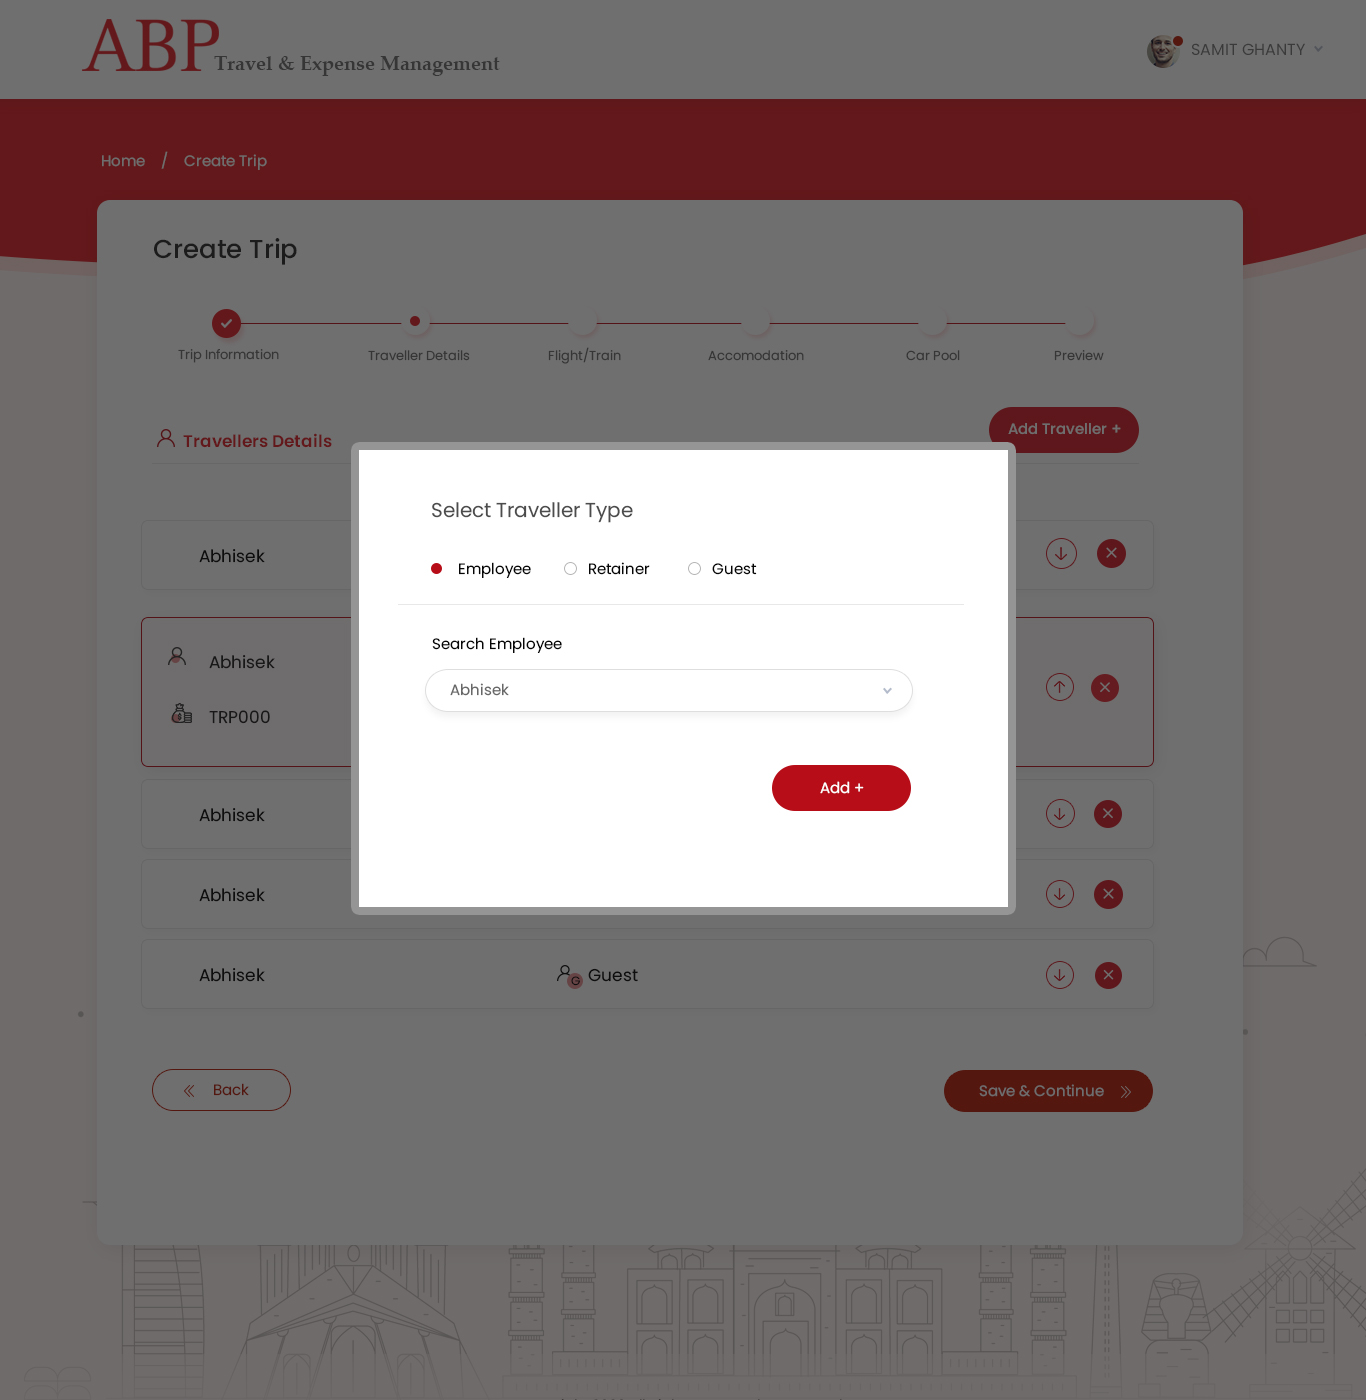 ABP Travel & Expense Management
SAMIT GHANTY
Home / Create Trip
Create Trip
Trip Information
Traveller Details
Flight/Train
Accomodation
Car Pool
Preview
Travellers Details
Add Traveller +
Select Traveller Type
Abhisek
Employee
Retainer
Guest
Search Employee
Abhisek
Abhisek
TRP000
Add +
Abhisek
Abhisek
Abhisek
G Guest
Back
Save & Continue